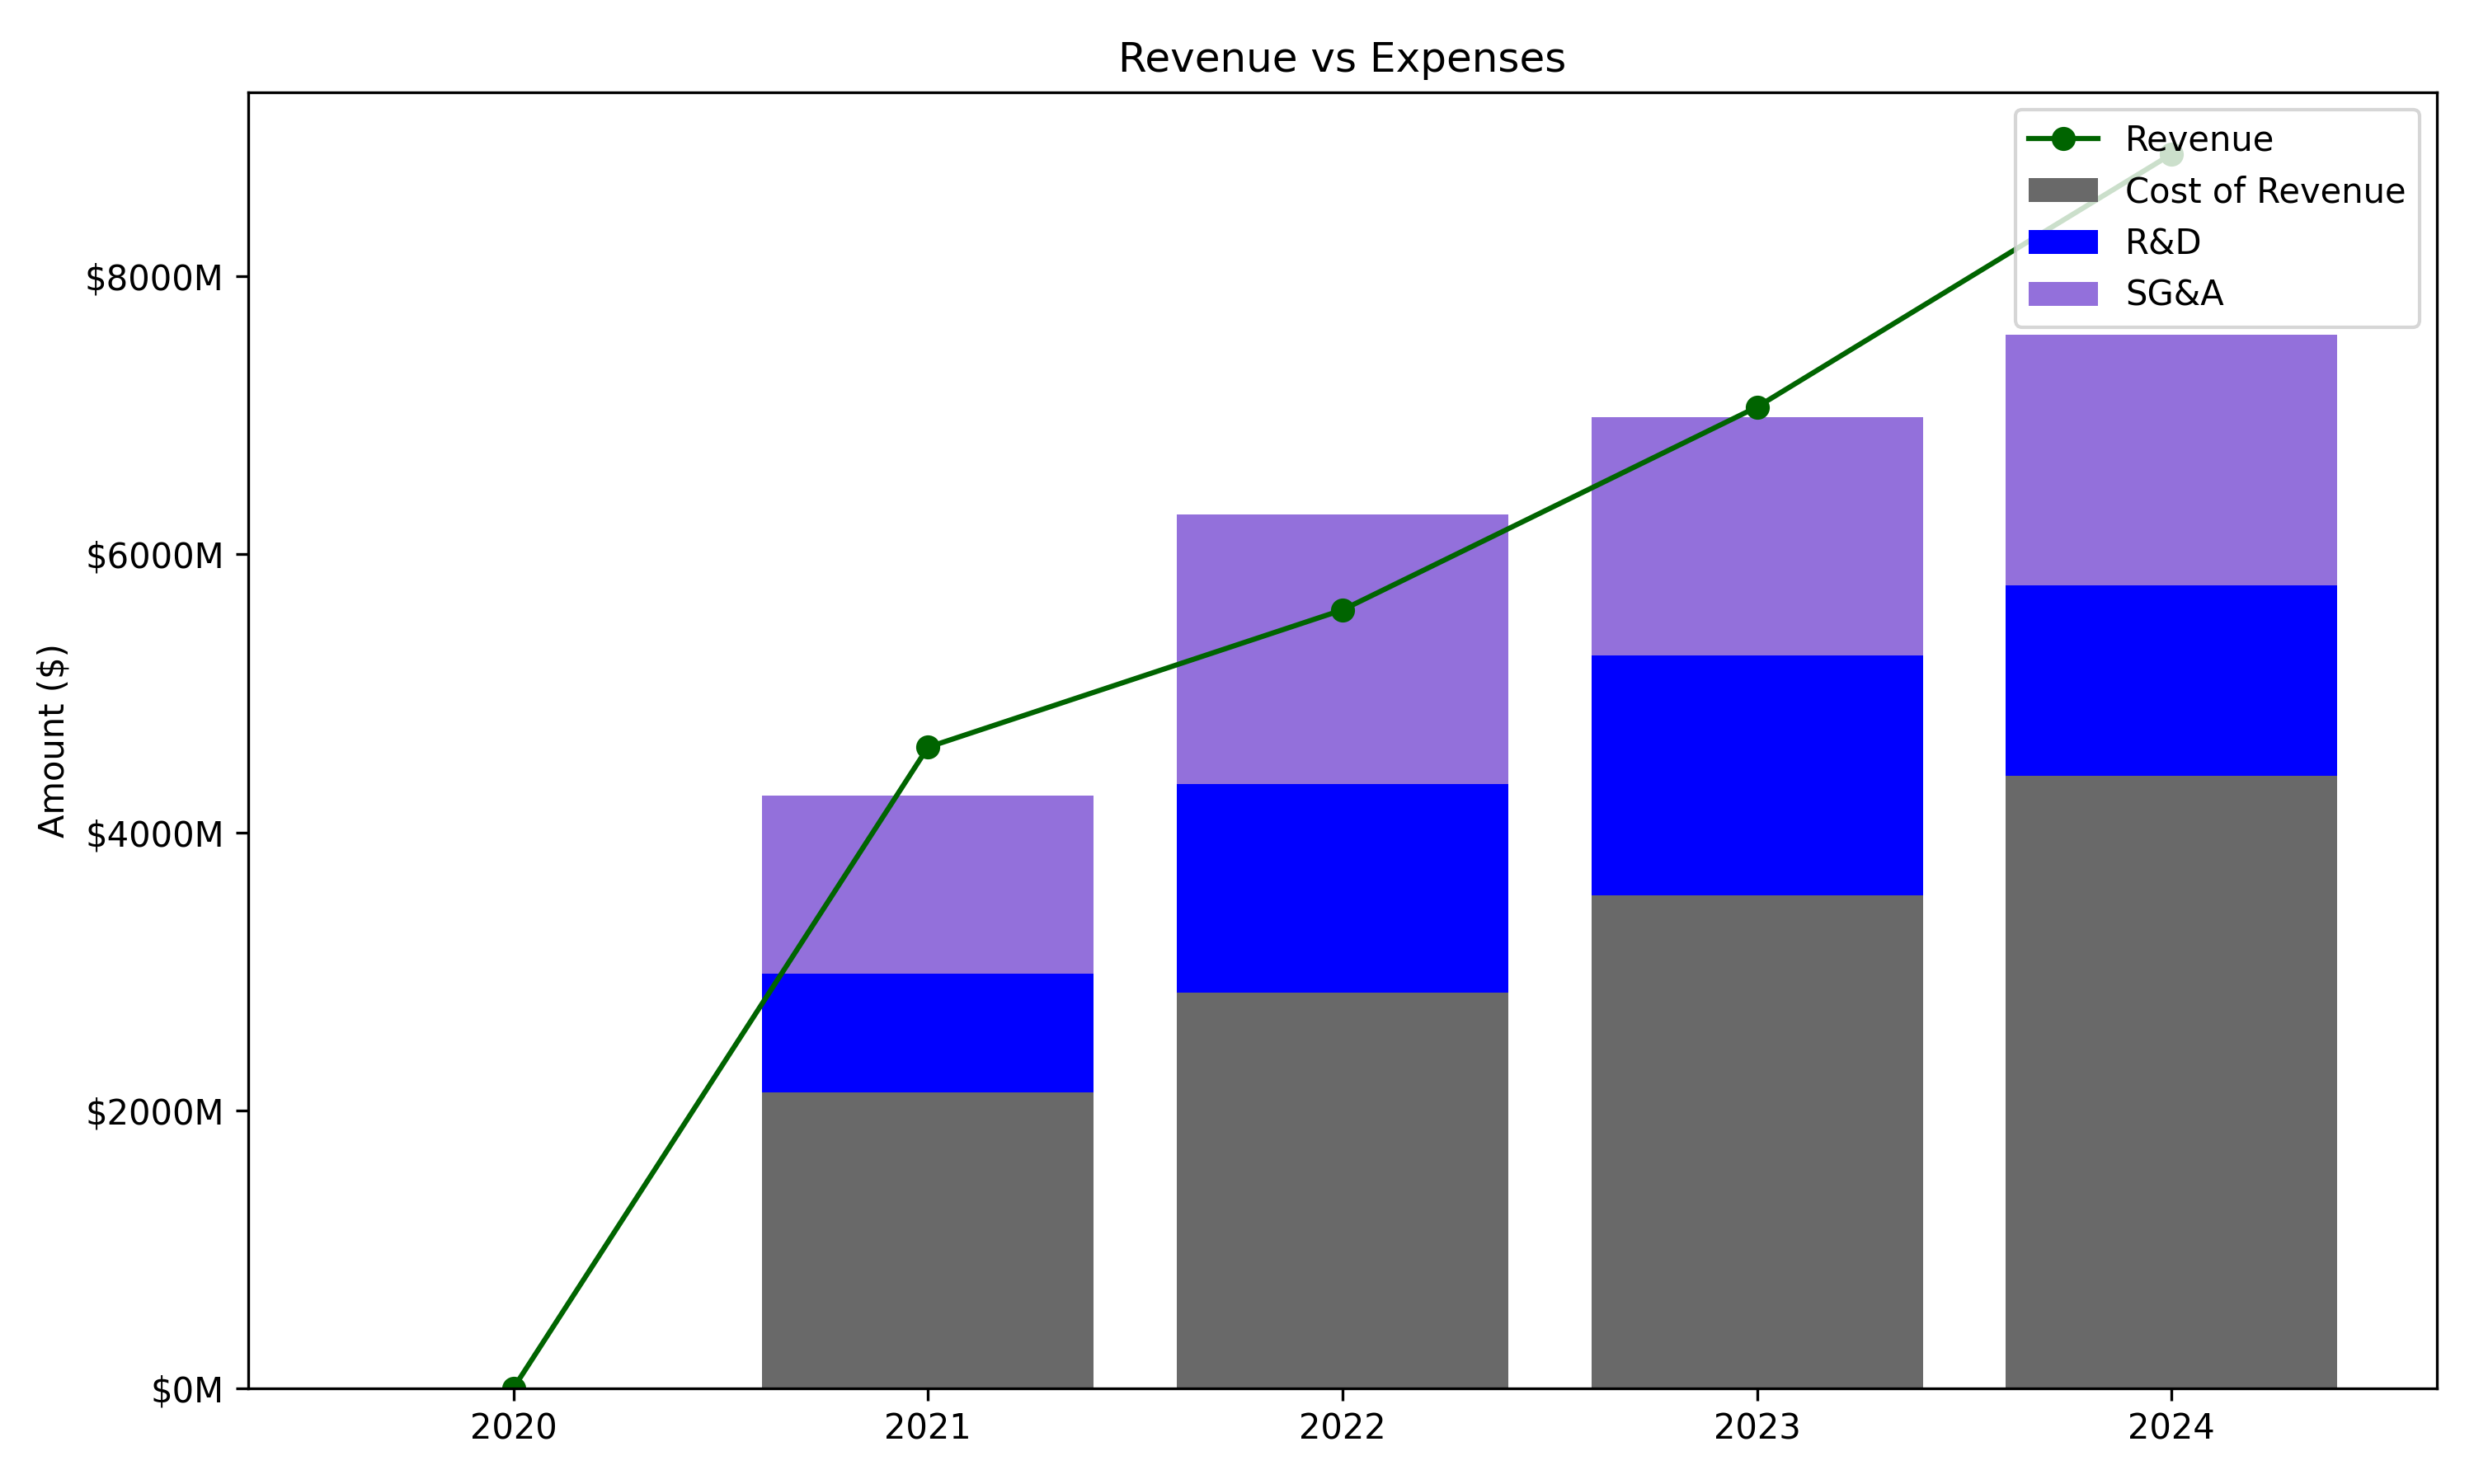 Revenue vs Expenses
Revenue
Cost of Revenue
R&D
SG&A
Amount ($)
$8000M
$6000M
$4000M
$2000M
$0M
2020 2021 2022 2023 2024